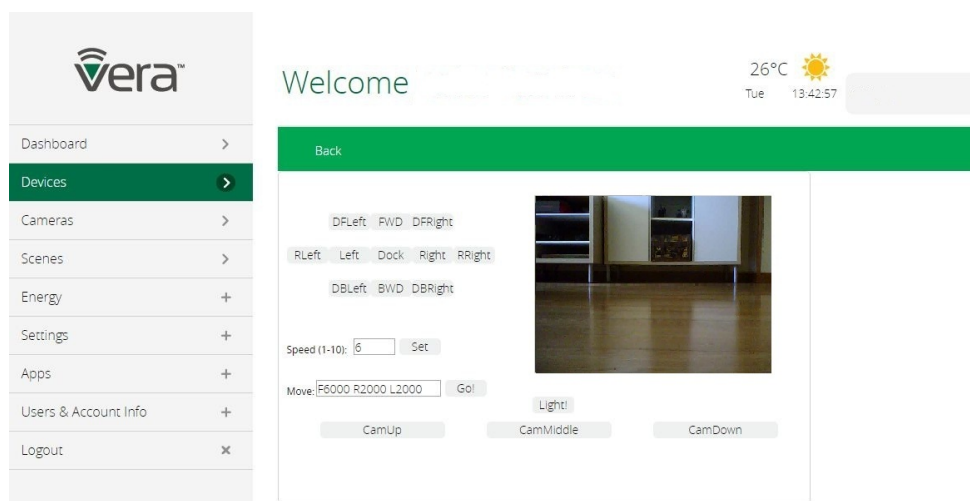 vera™
Dashboard
Devices
Cameras
Scenes
Energy
Settings
Apps
Users & Account Info
Logout
Welcome
26°C
Tue 13:42:57
Back
DFLeft FWD DFRight
RLeft Left Dock Right RRight
DBLeft BWD DBRight
Speed (1-10): 6 Set
Move: F6000 R2000 L2000 Go!
Light!
CamUp CamMiddle CamDown